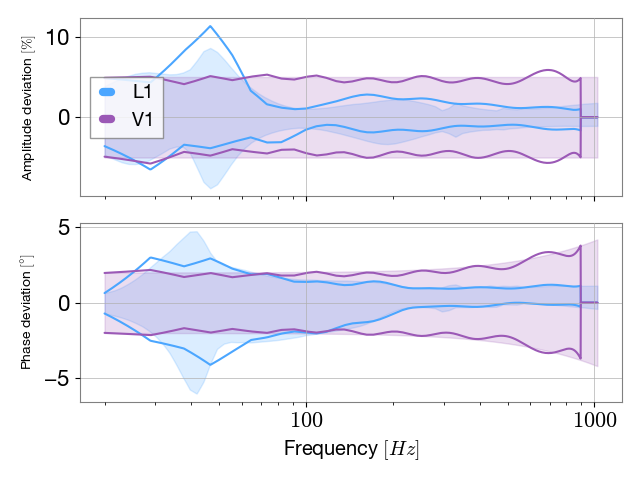 10
0
Amplitude deviation [%]
L1
V1
5
0
−5
Phase deviation [°]
100
1000
Frequency [Hz]